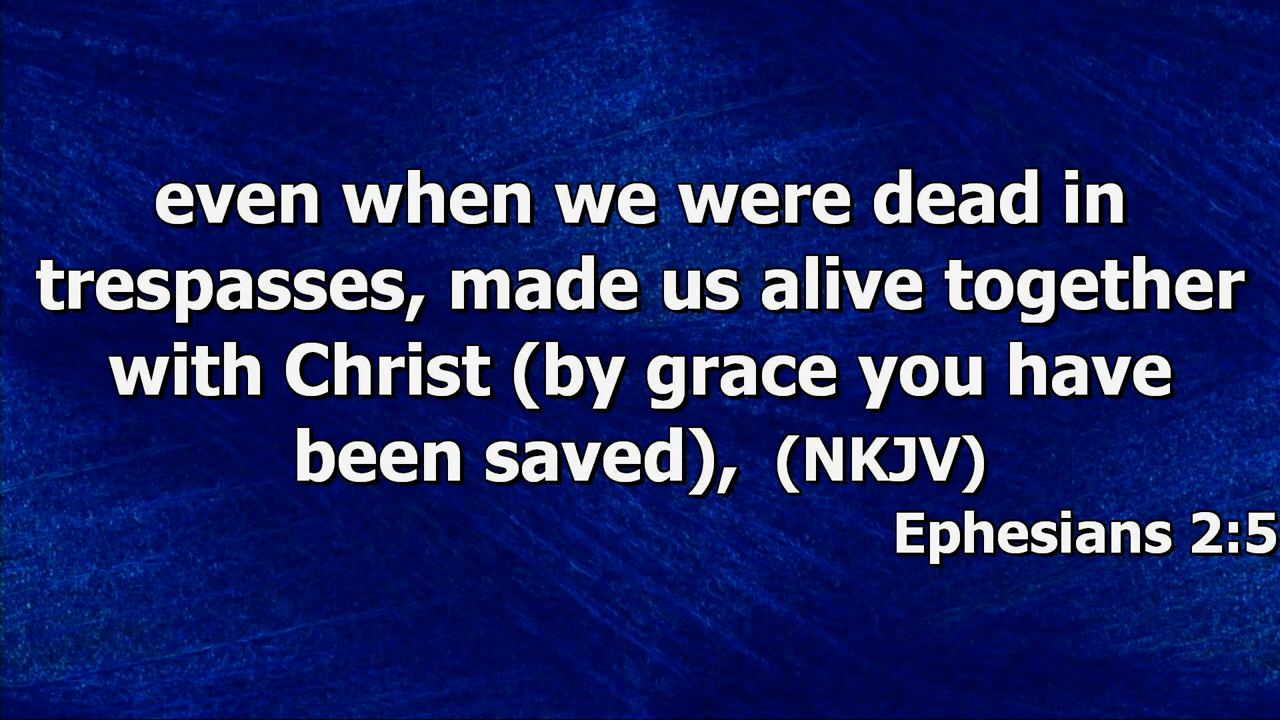 even when we were dead in
trespasses, made us alive together
with Christ (by grace you have
been saved), (NKJV)
Ephesians 2:5